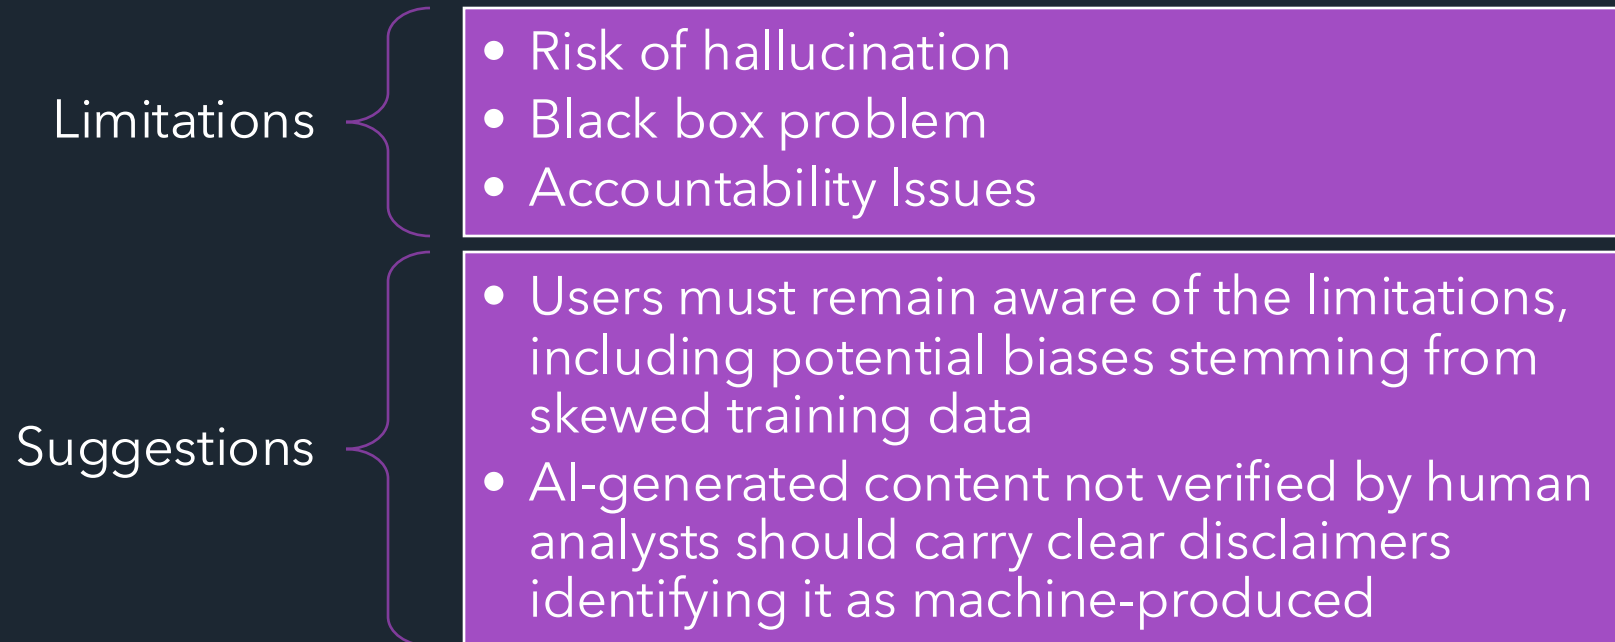 Limitations
• Risk of hallucination
• Black box problem
• Accountability Issues
Suggestions
• Users must remain aware of the limitations,
including potential biases stemming from
skewed training data
• AI-generated content not verified by human
analysts should carry clear disclaimers
identifying it as machine-produced